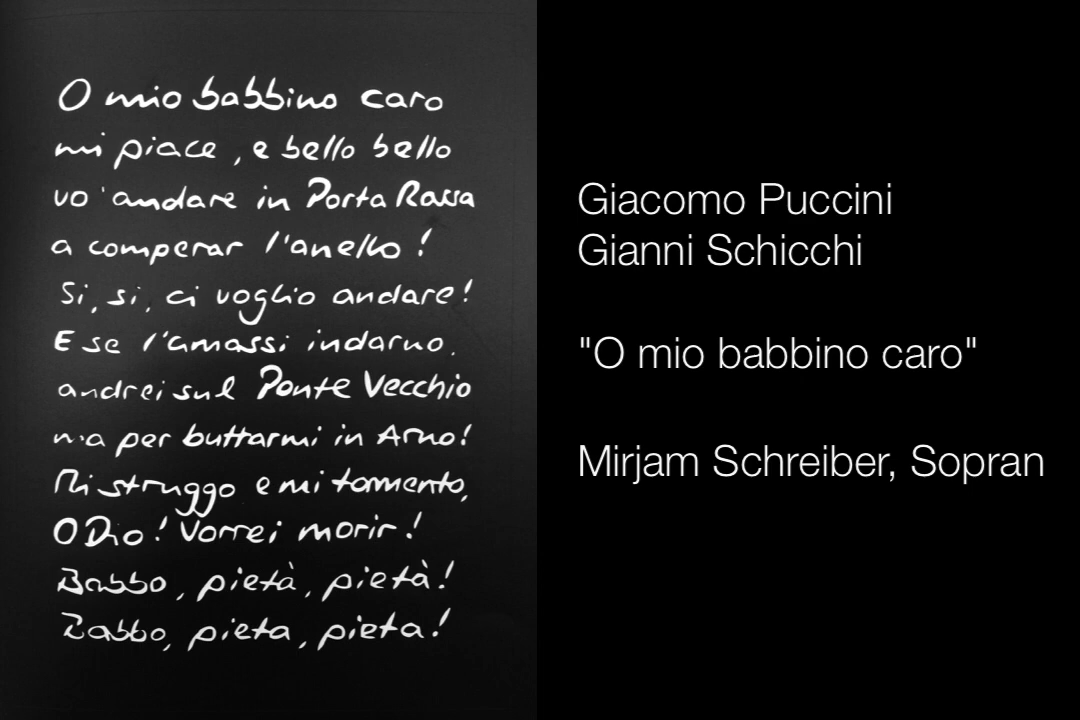 O mio babbino caro
mi piace, e bello bello
vo' andare in Porta Rassa
a comperar l'anello!
Si, si, ci voglio andare!
E se l'amassi indarno.
andrei sul Ponte Vecchio
ma per buttarmi in Arno!
Mi struggo e mi tormento,
O Dio! Vorrei morir!
Babbo, pietà, pietà!
Babbo, pieta, pieta!
Giacomo Puccini
Gianni Schicchi
"O mio babbino caro"
Mirjam Schreiber, Sopran